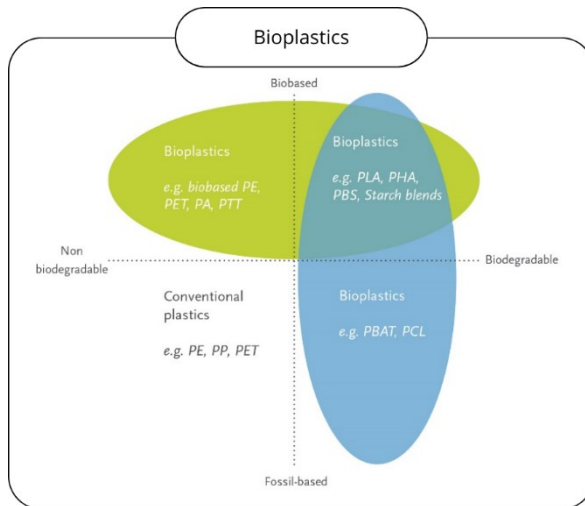 Bioplastics
Biobased
Bioplastics
e.g. biobased PE,
PET, PA, PTT
Bioplastics
e.g. PLA, PHA,
PBS, Starch blends
Non
biodegradable
Biodegradable
Conventional
plastics
e.g. PE, PP, PET
Bioplastics
e.g. PBAT, PCL
Fossil-based